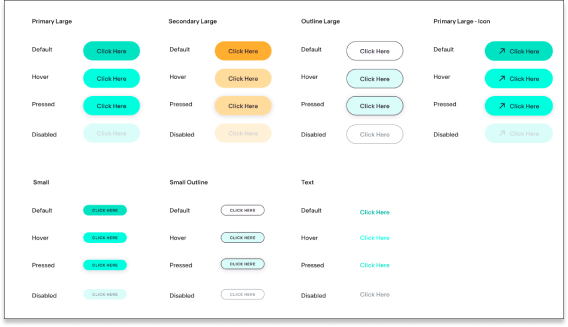 Primary Large
Secondary Large
Outline Large
Primary Large - Icon
Default
Click Here
Default
Click Here
Default
Click Here
Default
Click Here
Hover
Click Here
Hover
Click Here
Hover
Click Here
Hover
Click Here
Pressed
Click Here
Pressed
Click Here
Pressed
Click Here
Pressed
Click Here
Disabled
Click Here
Disabled
Click Here
Disabled
Click Here
Disabled
Click Here
Small
Small Outline
Text
Default
CLICK HERE
Default
CLICK HERE
Default
Click Here
Hover
CLICK HERE
Hover
CLICK HERE
Hover
Click Here
Pressed
CLICK HERE
Pressed
CLICK HERE
Pressed
Click Here
Disabled
CLICK HERE
Disabled
CLICK HERE
Disabled
Click Here